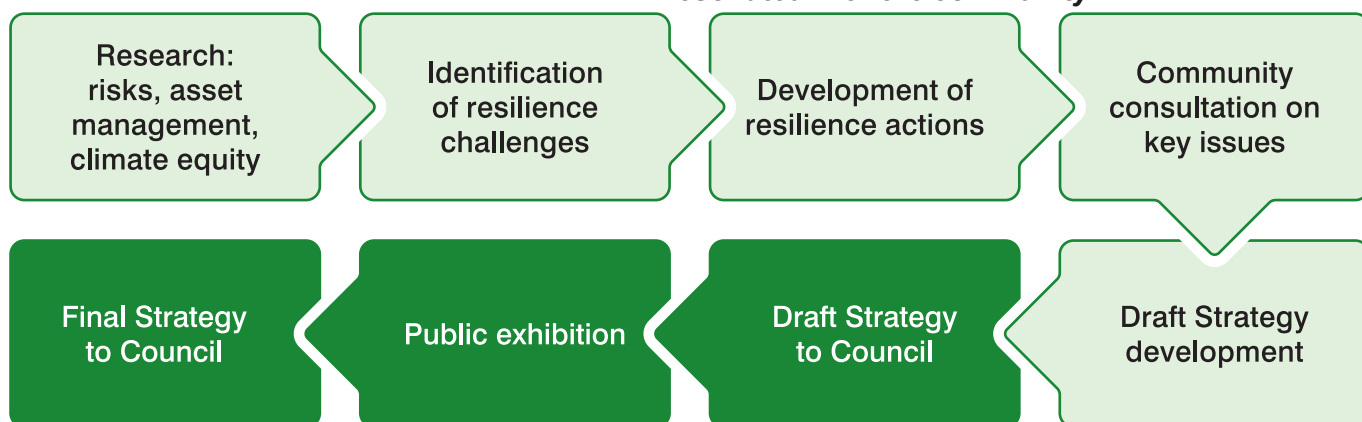 Research:
risks, asset
management,
climate equity
Identification
of resilience
challenges
Development of
resilience actions
Community
consultation on
key issues
Draft Strategy
development
Draft Strategy
to Council
Public exhibition
Final Strategy
to Council